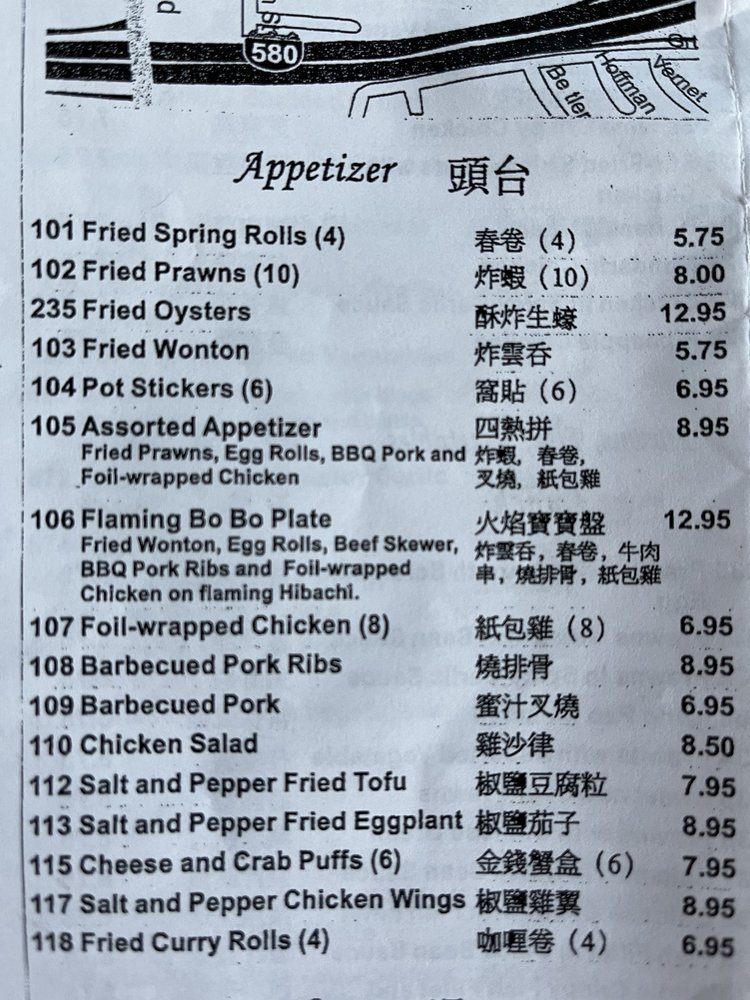 580
Hoffman
Vernet
Appetizer 頭台
101 Fried Spring Rolls (4) 春卷 (4) 5.75
102 Fried Prawns (10) 炸蝦 (10) 8.00
235 Fried Oysters 酥炸生蠔 12.95
103 Fried Wonton 炸雲吞 5.75
104 Pot Stickers (6) 窩貼 (6) 6.95
105 Assorted Appetizer 四熱拼 8.95
Fried Prawns, Egg Rolls, BBQ Pork and 炸蝦, 春卷,
Foil-wrapped Chicken 叉燒, 紙包雞
106 Flaming Bo Bo Plate 火焰寶寶盤 12.95
Fried Wonton, Egg Rolls, Beef Skewer, 炸雲吞, 春卷, 牛肉
BBQ Pork Ribs and Foil-wrapped 串, 燒排骨, 紙包雞
Chicken on flaming Hibachi.
107 Foil-wrapped Chicken (8) 紙包雞 (8) 6.95
108 Barbecued Pork Ribs 燒排骨 8.95
109 Barbecued Pork 蜜汁叉燒 6.95
110 Chicken Salad 雞沙律 8.50
112 Salt and Pepper Fried Tofu 椒鹽豆腐粒 7.95
113 Salt and Pepper Fried Eggplant 椒鹽茄子 8.95
115 Cheese and Crab Puffs (6) 金錢蟹盒 (6) 7.95
117 Salt and Pepper Chicken Wings 椒鹽雞翼 8.95
118 Fried Curry Rolls (4) 咖喱卷 (4) 6.95